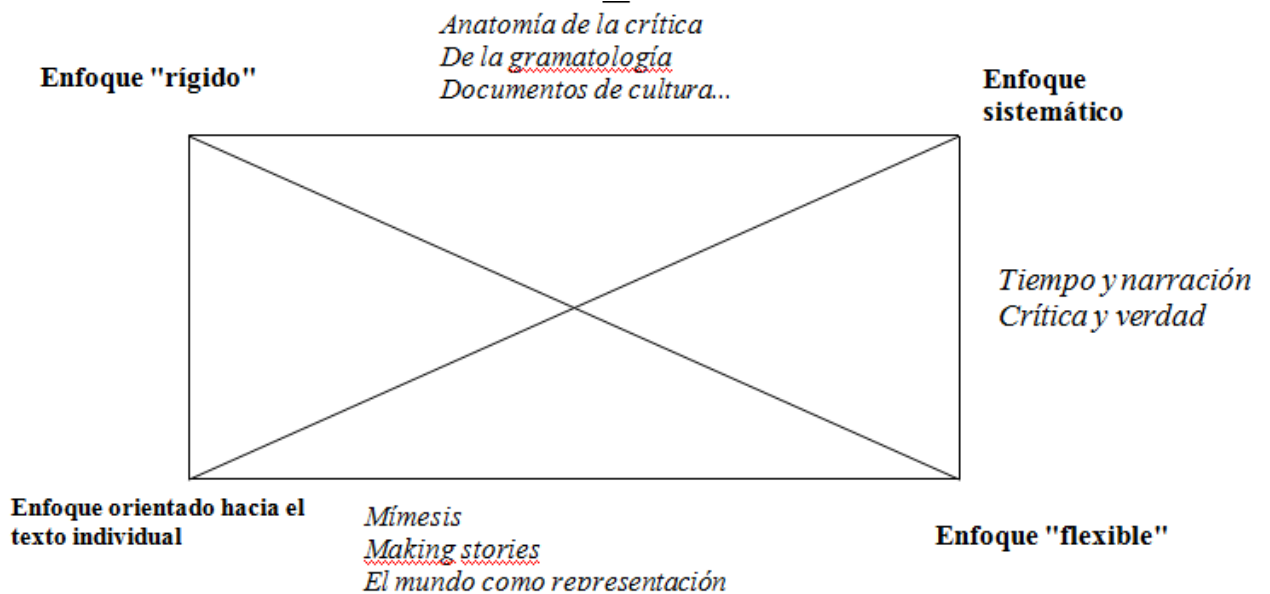 Anatomía de la crítica
De la gramatología
Documentos de cultura...
Enfoque "rígido"
Enfoque
sistemático
Tiempo y narración
Crítica y verdad
Enfoque orientado hacia el
texto individual
Mímesis
Making stories
El mundo como representación
Enfoque "flexible"